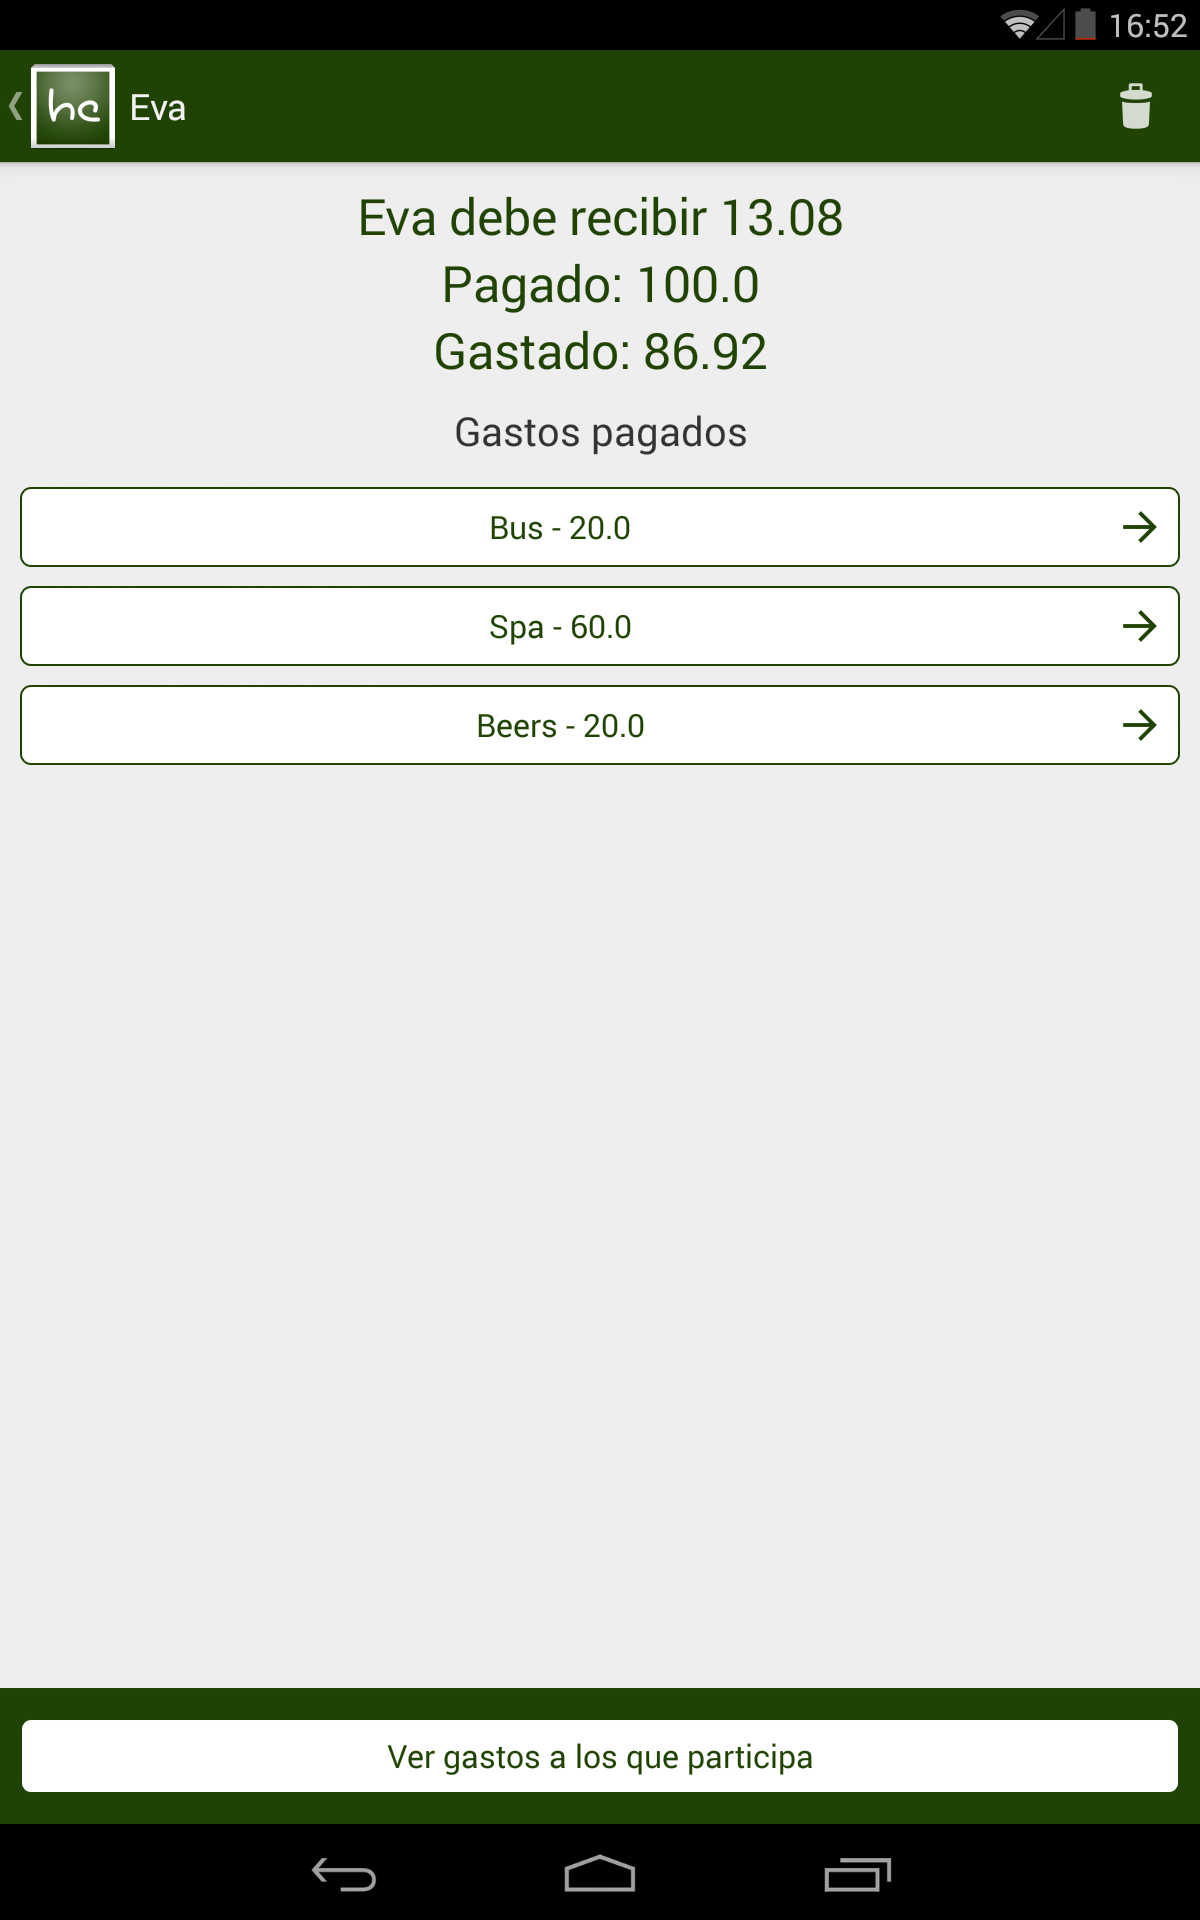 16:52
hc Eva
Eva debe recibir 13.08
Pagado: 100.0
Gastado: 86.92
Gastos pagados
Bus - 20.0
Spa - 60.0
Beers - 20.0
Ver gastos a los que participa